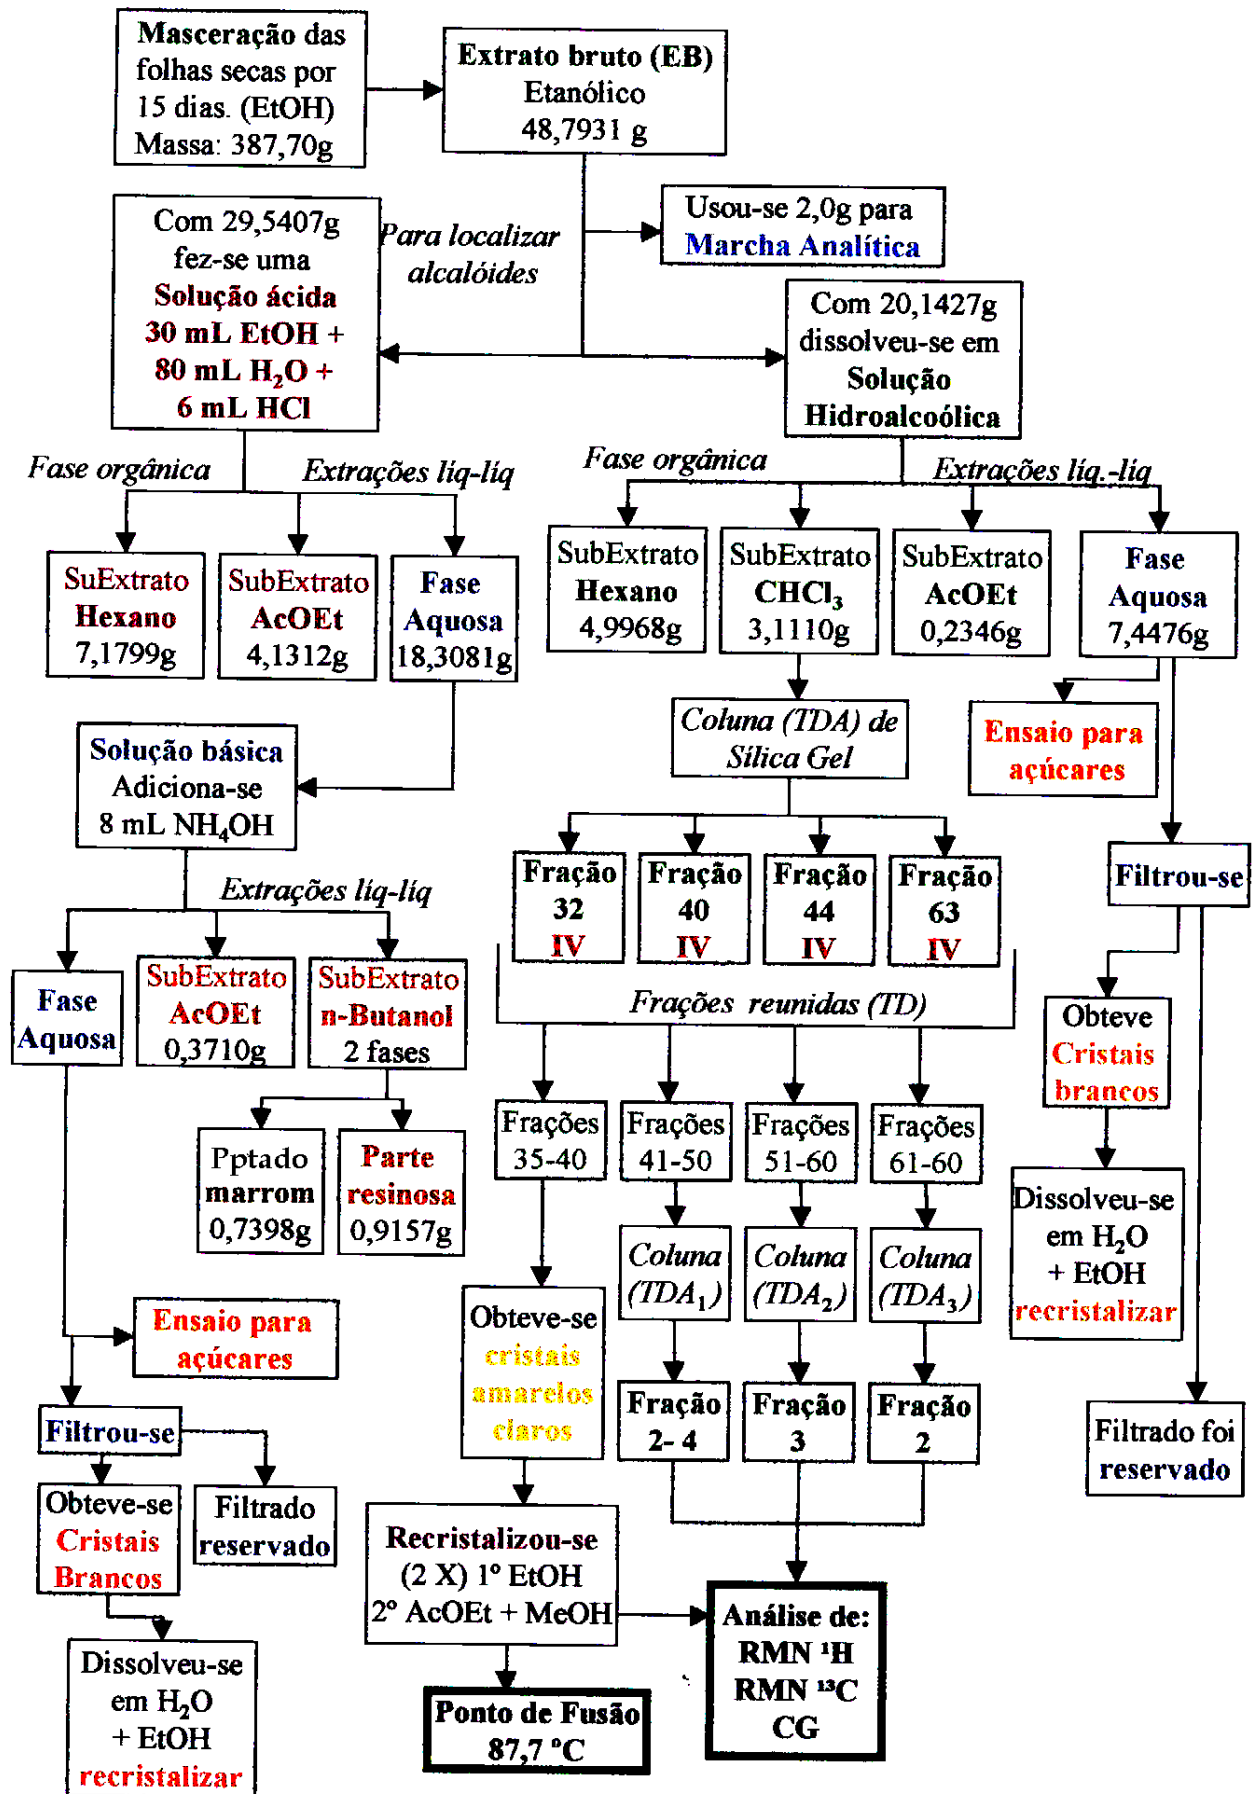 Masceração das
folhas secas por
15 dias. (EtOH)
Massa: 387,70g
Extrato bruto (EB)
Etanólico
48,7931 g
Usou-se 2,0g para
Marcha Analítica
Com 29,5407g
fez-se uma
Solução ácida
30 mL EtOH +
80 mL H₂O +
6 mL HCl
Para localizar
alcalóides
Com 20,1427g
dissolveu-se em
Solução
Hidroalcoólica
Fase orgânica
Extrações líq-líq
Fase orgânica
Extrações líq.-líq
SuExtrato
Hexano
7,1799g
SubExtrato
AcOEt
4,1312g
Fase
Aquosa
18,3081g
SubExtrato
Hexano
4,9968g
SubExtrato
CHCl₃
3,1110g
SubExtrato
AcOEt
0,2346g
Fase
Aquosa
7,4476g
Solução básica
Adiciona-se
8 mL NH₄OH
Coluna (TDA) de
Sílica Gel
Ensaio para
açúcares
Extrações líq-líq
Fração
32
IV
Fração
40
IV
Fração
44
IV
Fração
63
IV
Filtrou-se
Fase
Aquosa
SubExtrato
AcOEt
0,3710g
SubExtrato
n-Butanol
2 fases
Frações reunidas (TD)
Obteve
Cristais
brancos
Pptado
marrom
0,7398g
Parte
resinosa
0,9157g
Frações
35-40
Frações
41-50
Frações
51-60
Frações
61-60
Dissolveu-se
em H₂O
+ EtOH
recristalizar
Coluna
(TDA₁)
Coluna
(TDA₂)
Coluna
(TDA₃)
Ensaio para
açúcares
Obteve-se
cristais
amarelos
claros
Fração
2- 4
Fração
3
Fração
2
Filtrou-se
Filtrado foi
reservado
Obteve-se
Cristais
Brancos
Filtrado
reservado
Recristalizou-se
(2 X) 1º EtOH
2º AcOEt + MeOH
Análise de:
RMN ¹H
RMN ¹³C
CG
Dissolveu-se
em H₂O
+ EtOH
recristalizar
Ponto de Fusão
87,7 ºC